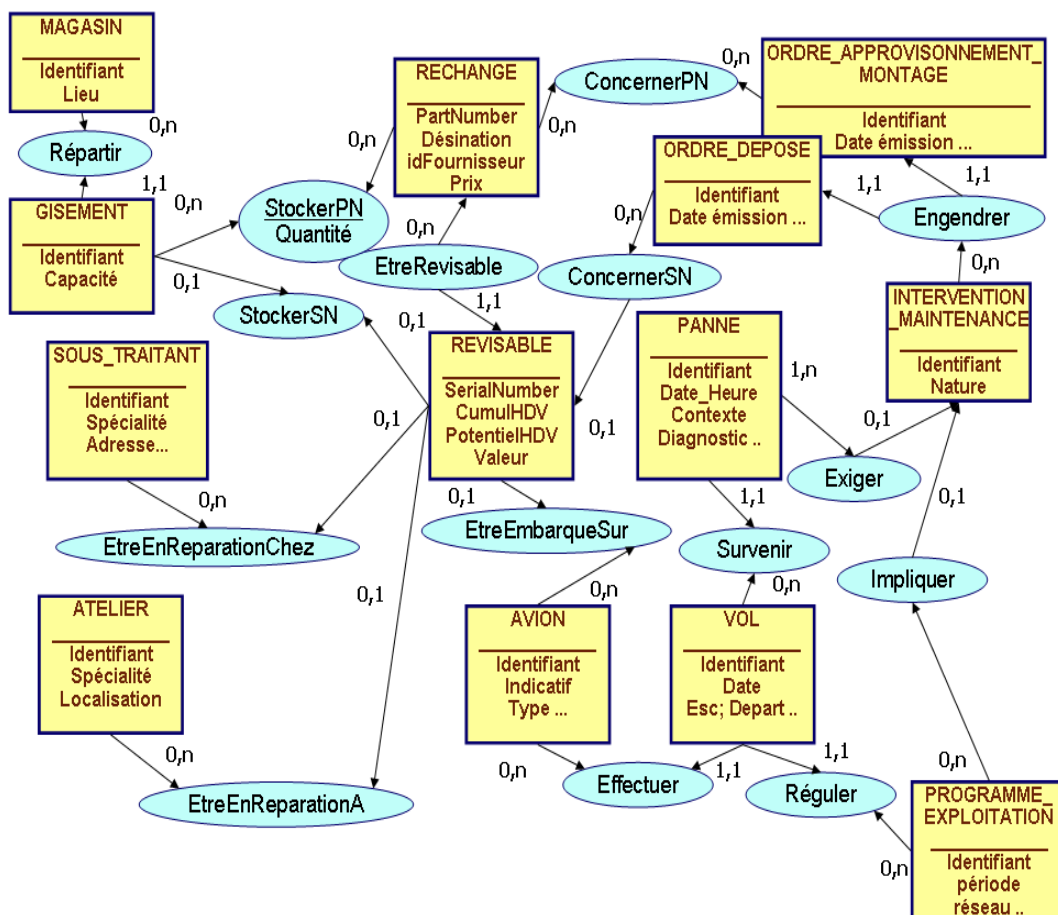 MAGASIN
Identifiant
Lieu
0,n
Répartir
1,1
GISEMENT
Identifiant
Capacité
0,n
0,1
RECHANGE
PartNumber
Désination
idFournisseur
Prix
0,n
0,n
0,n
ConcernerPN
0,n
ORDRE_APPROVISONNEMENT_
MONTAGE
Identifiant
Date émission ...
ORDRE_DEPOSE
Identifiant
Date émission ...
0,n
1,1
1,1
Engendrer
0,n
StockerPN
Quantité
EtreRevisable
1,1
ConcernerSN
0,1
StockerSN
0,1
REVISABLE
SerialNumber
CumulHDV
PotentielHDV
Valeur
0,1
0,1
0,1
PANNE
Identifiant
Date_Heure
Contexte
Diagnostic ..
1,n
1,1
INTERVENTION
_MAINTENANCE
Identifiant
Nature
0,1
Exiger
0,1
SOUS_TRAITANT
Identifiant
Spécialité
Adresse...
0,n
EtreEnReparationChez
EtreEmbarqueSur
0,n
Survenir
0,n
Impliquer
ATELIER
Identifiant
Spécialité
Localisation
0,n
EtreEnReparationA
AVION
Identifiant
Indicatif
Type ...
0,n
Effectuer
VOL
Identifiant
Date
Esc; Depart ..
1,1
1,1
Réguler
0,n
0,n
PROGRAMME_
EXPLOITATION
Identifiant
période
réseau ..